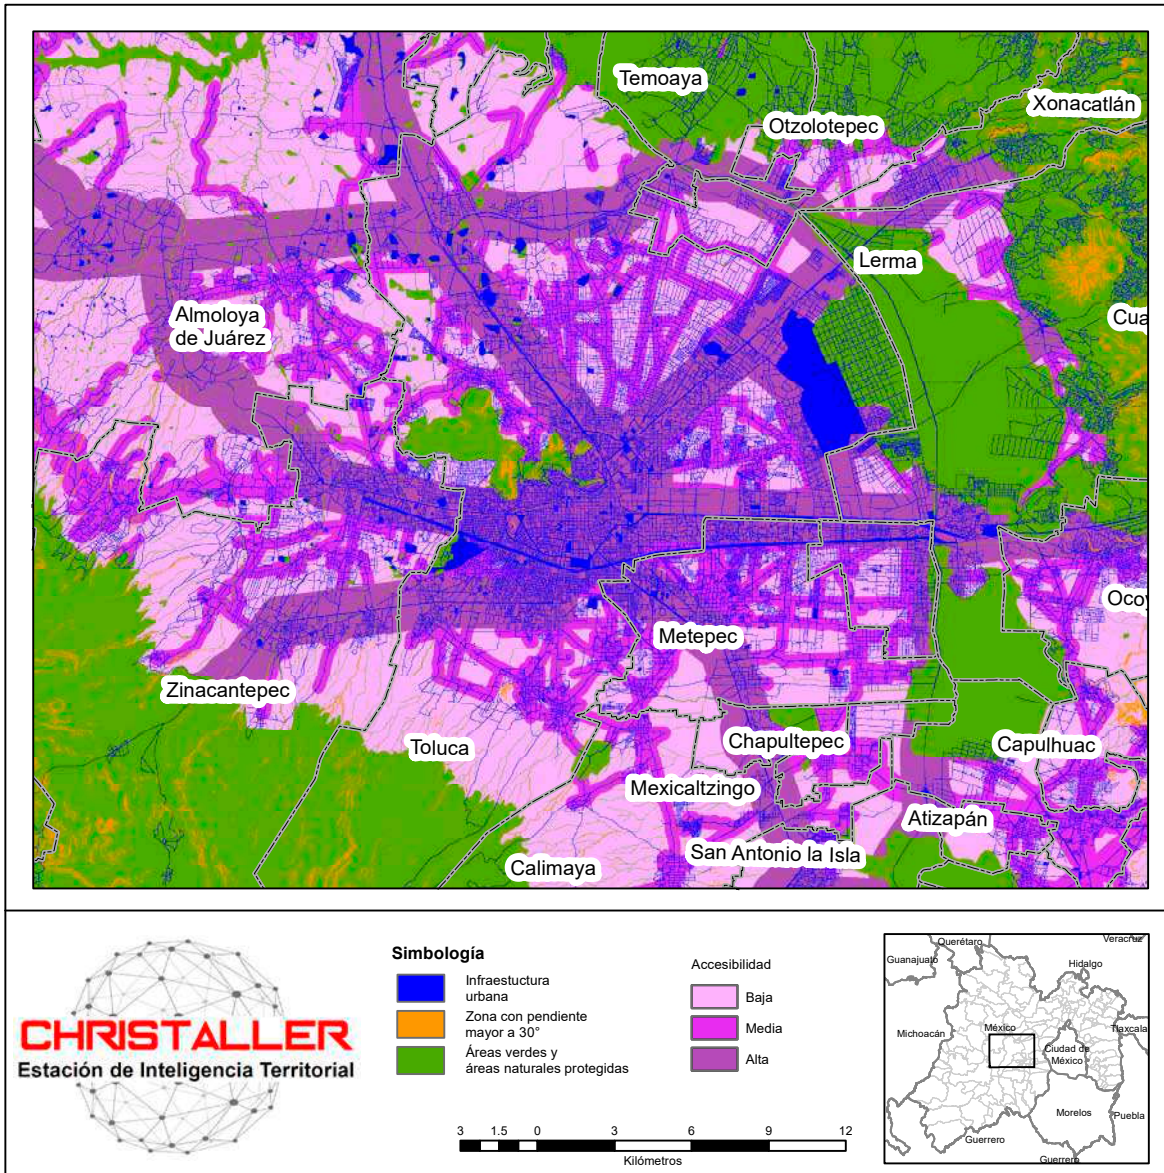 Temoaya
Xonacatlán
Otzolotepec
Lerma
Almoloya
de Juárez
Cua
Ocoy
Metepec
Zinacantepec
Toluca
Chapultepec
Capulhuac
Mexicaltzingo
Atizapán
San Antonio la Isla
Calimaya
CHRISTALLER
Estación de Inteligencia Territorial
Simbología
Infraestuctura
urbana
Zona con pendiente
mayor a 30°
Áreas verdes y
áreas naturales protegidas
Accesibilidad
Baja
Media
Alta
3 1.5 0 3 6 9 12
Kilómetros
Querétaro
Veracruz
Guanajuato
Hidalgo
Michoacán
México
Tlaxcala
Ciudad de
México
Morelos
Puebla
Guerrero
Guerrero